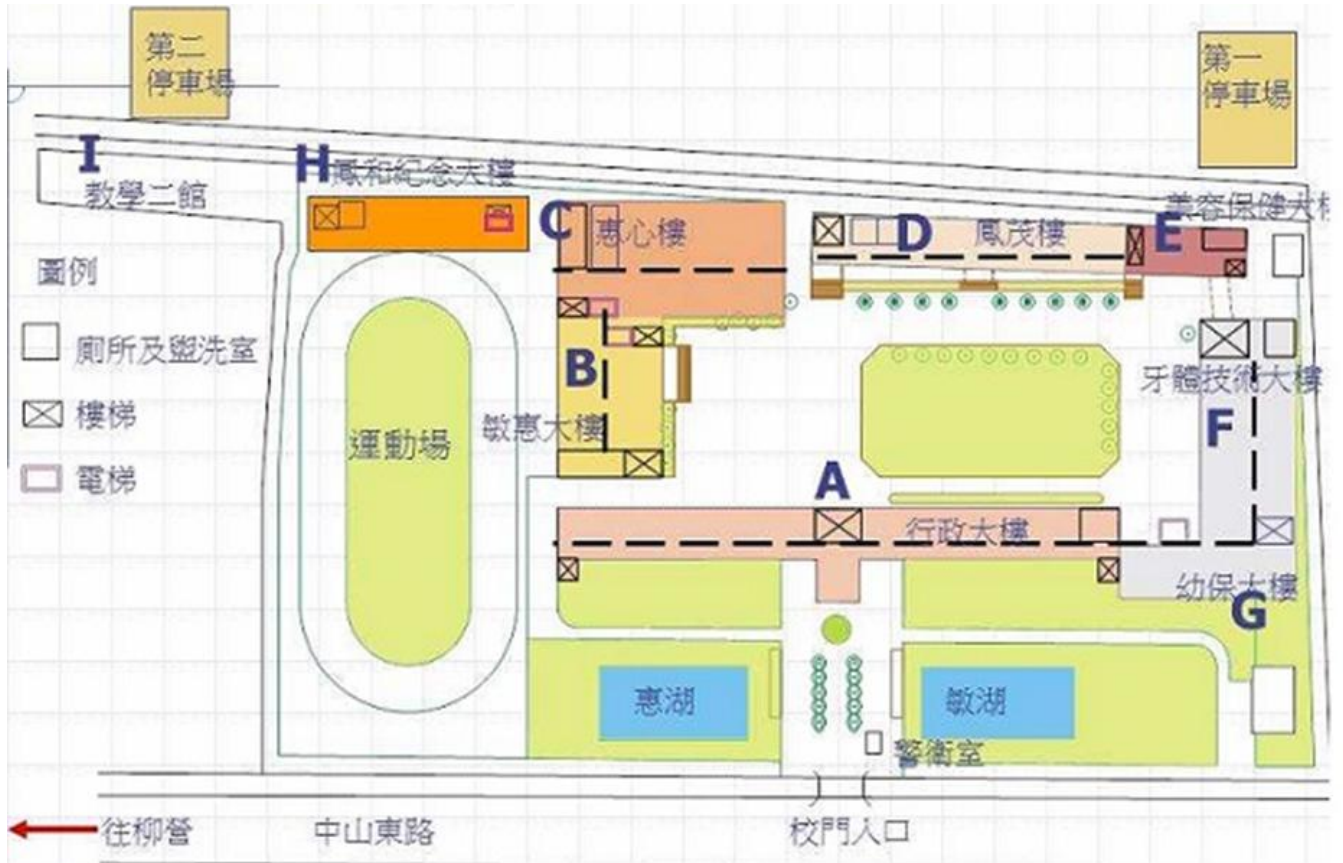 第二
停車場
第一
停車場
I
教學二館
H
鳳和紀念大樓
C
惠心樓
D
鳳茂樓
E
美容保健大樓
圖例
廁所及盥洗室
樓梯
電梯
B
敏惠大樓
運動場
牙體技術大樓
F
A
行政大樓
幼保大樓
G
惠湖
敏湖
警衛室
往柳營
中山東路
校門入口